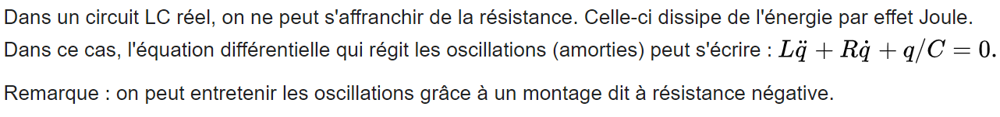 Dans un circuit LC réel, on ne peut s'affranchir de la résistance. Celle-ci dissipe de l'énergie par effet Joule.
Dans ce cas, l'équation différentielle qui régit les oscillations (amorties) peut s'écrire : $L\ddot{q} + R\dot{q} + q/C = 0.$
Remarque : on peut entretenir les oscillations grâce à un montage dit à résistance négative.